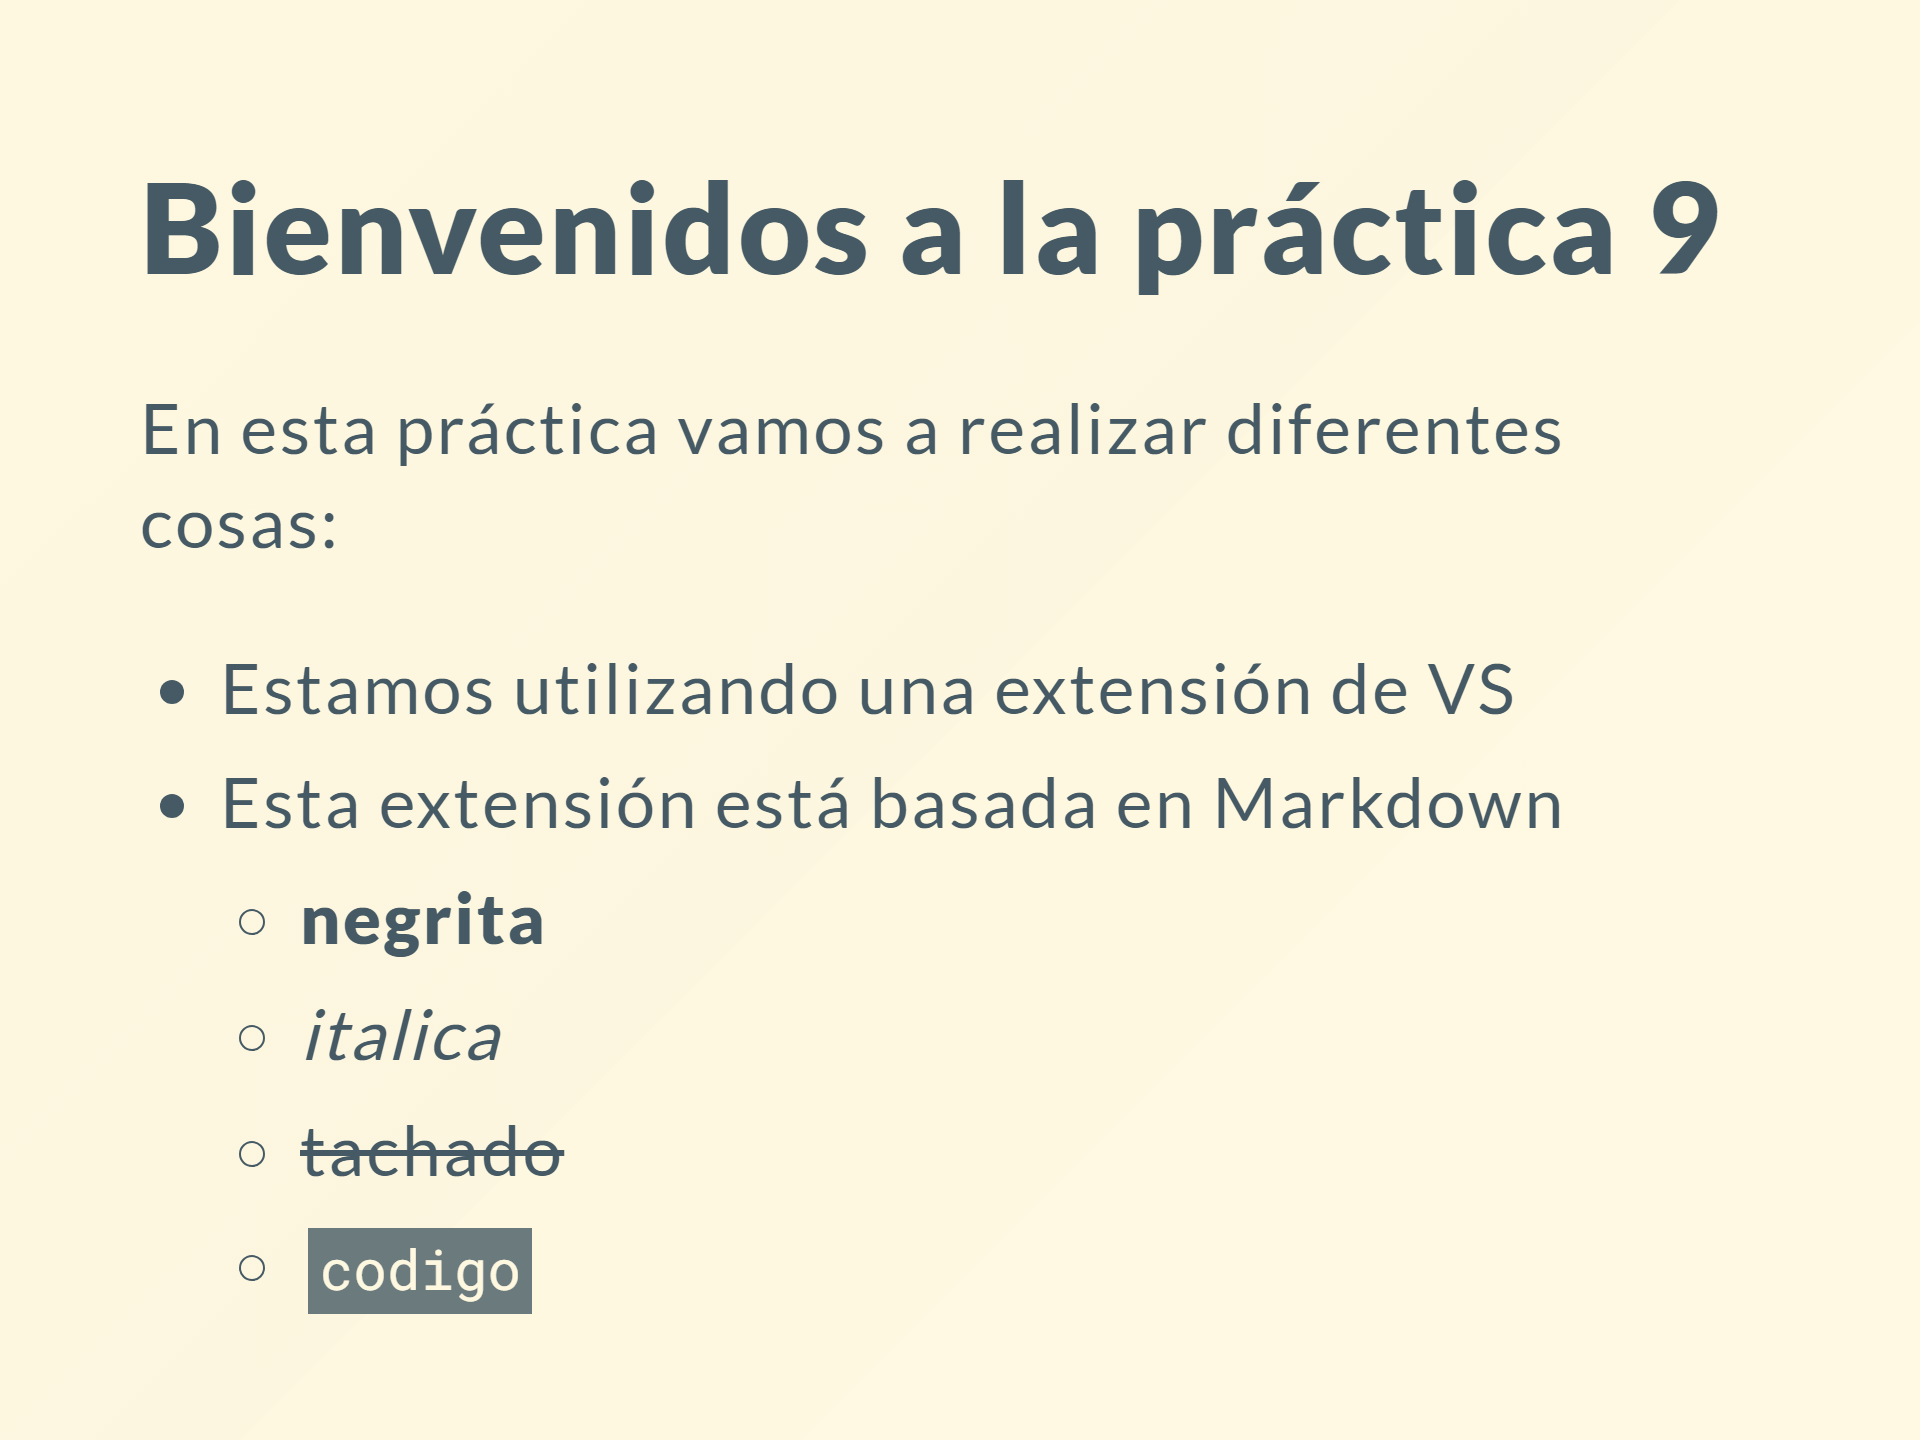 Bienvenidos a la práctica 9
En esta práctica vamos a realizar diferentes
cosas:
Estamos utilizando una extensión de VS
Esta extensión está basada en Markdown
negrita
italica
tachado
codigo